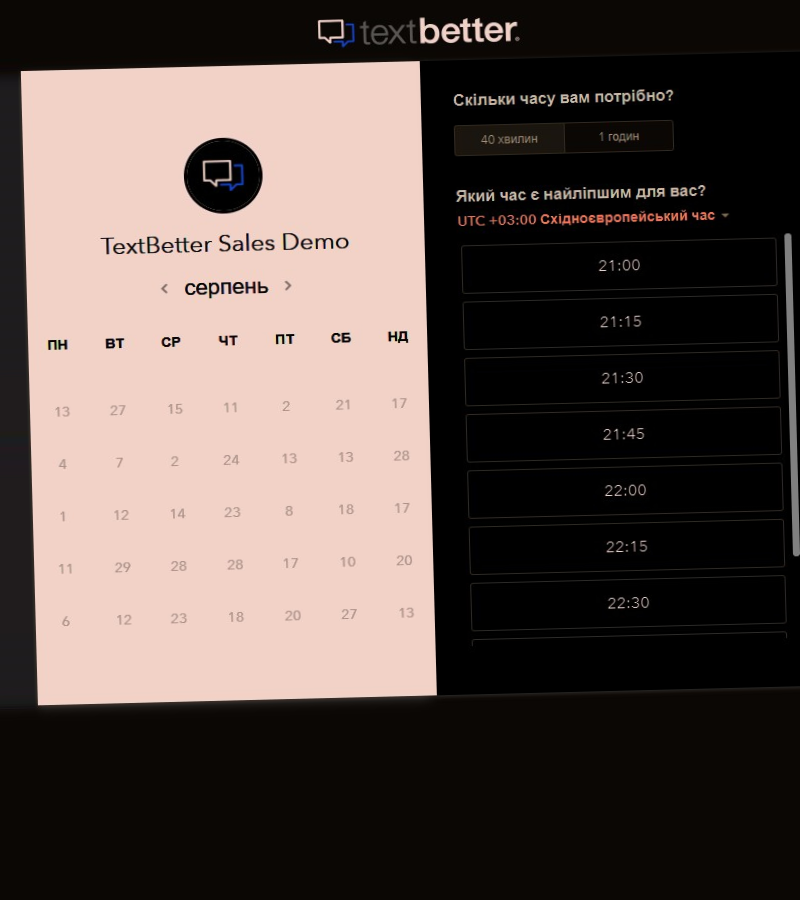 textbetter.
TextBetter Sales Demo
серпень
ПН ВТ СР ЧТ ПТ СБ НД
13 27 15 11 2 21 17
4 7 2 24 13 13 28
1 12 14 23 8 18 17
11 29 28 28 17 10 20
6 12 23 18 20 27 13
Скільки часу вам потрібно?
40 хвилин 1 годин
Який час є найліпшим для вас?
UTC +03:00 Східноєвропейський час
21:00
21:15
21:30
21:45
22:00
22:15
22:30